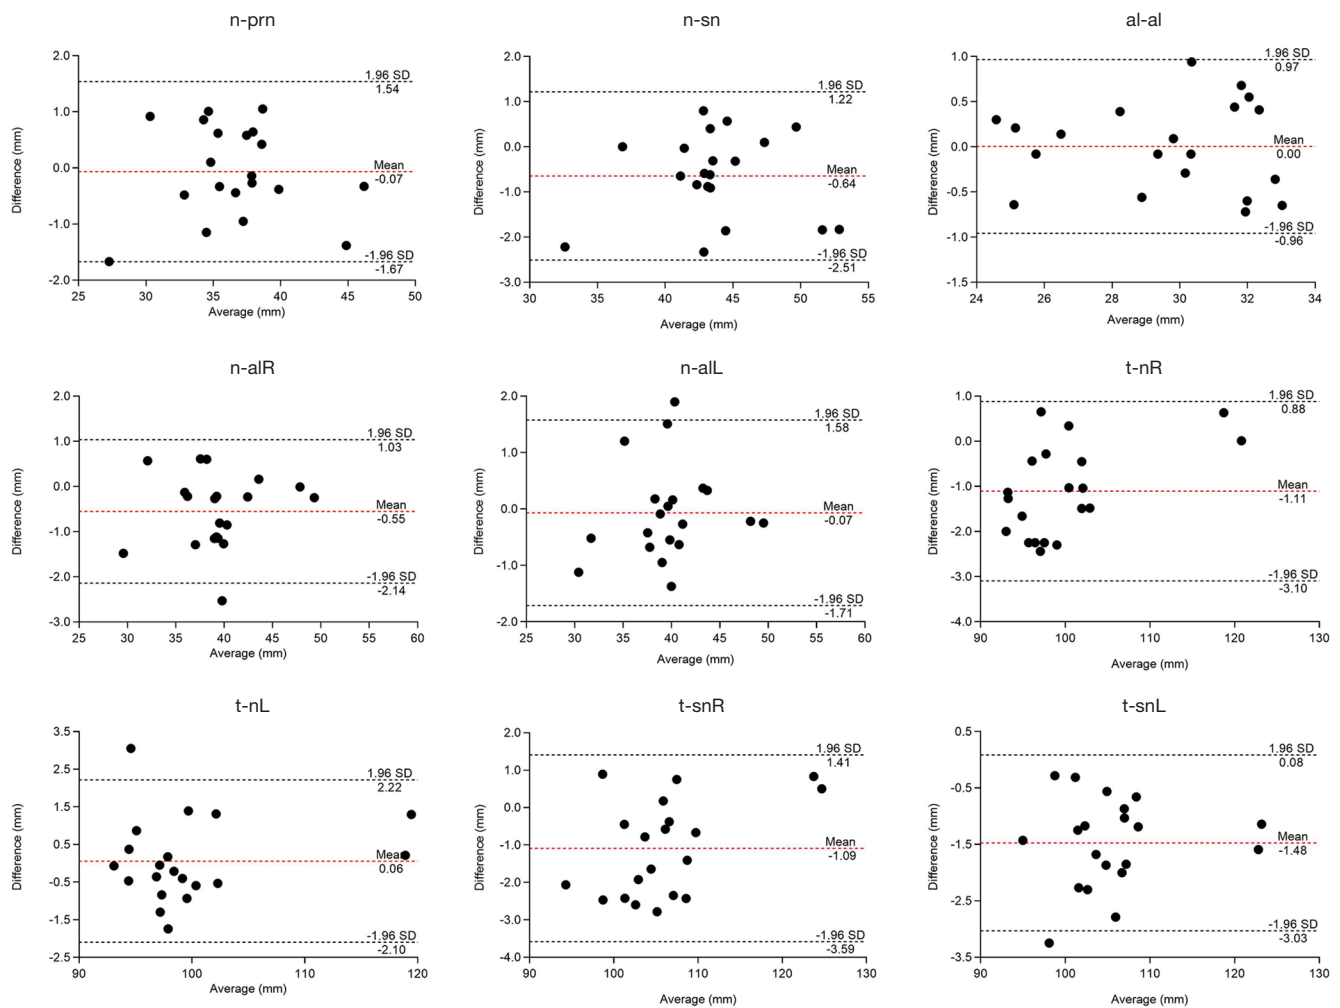 n-prn
2.0
1.0
0.0
-1.0
-2.0
Difference (mm)
1.96 SD
1.54
Mean
-0.07
-1.96 SD
-1.67
25 30 35 40 45 50
Average (mm)
n-sn
2.0
1.0
0.0
-1.0
-2.0
-3.0
Difference (mm)
1.96 SD
1.22
Mean
-0.64
-1.96 SD
-2.51
30 35 40 45 50 55
Average (mm)
al-al
1.0
0.5
0.0
-0.5
-1.0
-1.5
Difference (mm)
1.96 SD
0.97
Mean
0.00
-1.96 SD
-0.96
24 26 28 30 32 34
Average (mm)
n-alR
2.0
1.0
0.0
-1.0
-2.0
-3.0
Difference (mm)
1.96 SD
1.03
Mean
-0.55
-1.96 SD
-2.14
25 30 35 40 45 50 55 60
Average (mm)
n-alL
2.0
1.0
0.0
-1.0
-2.0
Difference (mm)
1.96 SD
1.58
Mean
-0.07
-1.96 SD
-1.71
25 30 35 40 45 50 55 60
Average (mm)
t-nR
1.0
0.0
-1.0
-2.0
-3.0
-4.0
Difference (mm)
1.96 SD
0.88
Mean
-1.11
-1.96 SD
-3.10
90 100 110 120 130
Average (mm)
t-nL
3.5
2.5
1.5
0.5
-0.5
-1.5
-2.5
Difference (mm)
1.96 SD
2.22
Mean
0.06
-1.96 SD
-2.10
90 100 110 120
Average (mm)
t-snR
2.0
1.0
0.0
-1.0
-2.0
-3.0
-4.0
Difference (mm)
1.96 SD
1.41
Mean
-1.09
-1.96 SD
-3.59
90 100 110 120 130
Average (mm)
t-snL
0.5
-0.5
-1.5
-2.5
-3.5
Difference (mm)
1.96 SD
0.08
Mean
-1.48
-1.96 SD
-3.03
90 100 110 120 130
Average (mm)